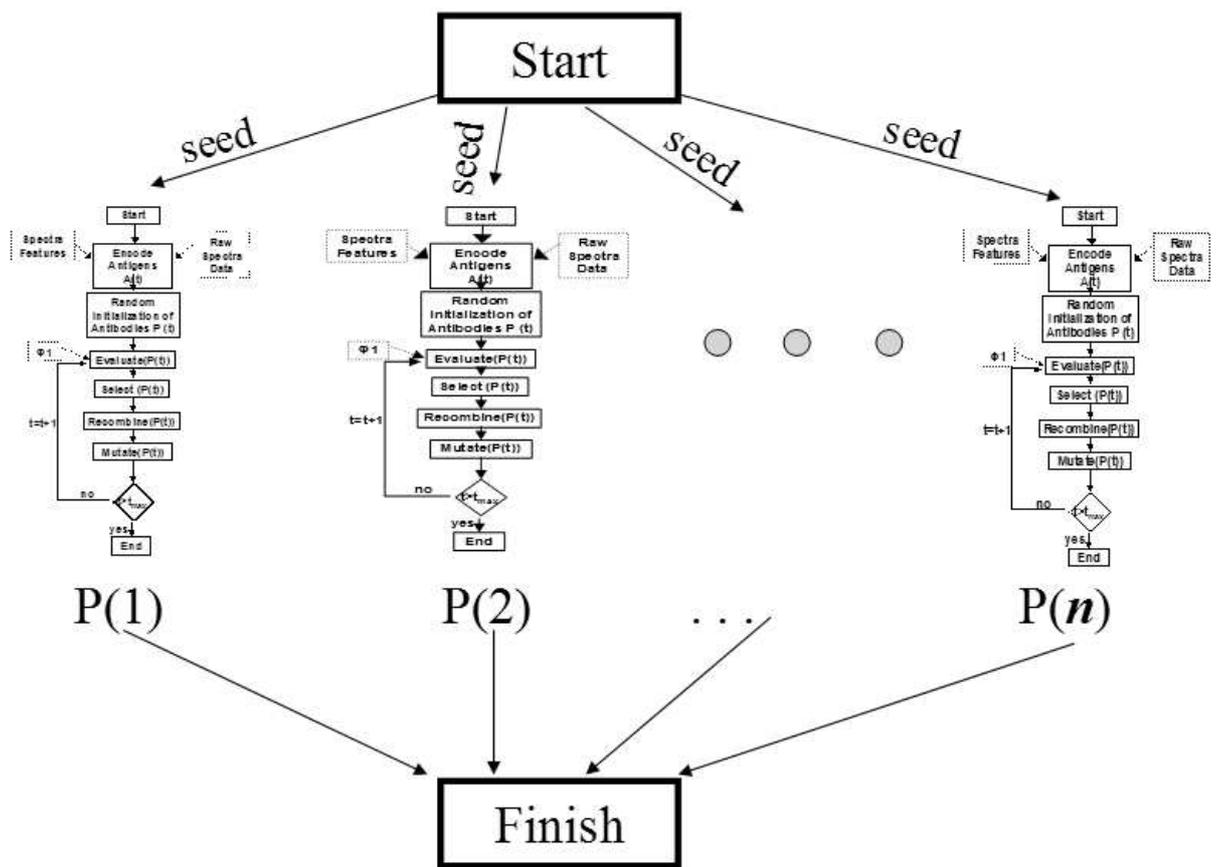 Start
seed
seed
seed
seed
Start
Spectra
Features
Encode
Antigens
A(t)
Raw
Spectra
Data
Random
Initialization of
Antibodies P (t)
Φ1
Evaluate(P(t))
Select (P(t))
t=t+1
Recombine(P(t))
Mutate(P(t))
no
t>tmax
yes
End
P(1)
Start
Spectra
Features
Encode
Antigens
A(t)
Raw
Spectra
Data
Random
Initialization of
Antibodies P (t)
Φ1
Evaluate(P(t))
Select (P(t))
t=t+1
Recombine(P(t))
Mutate(P(t))
no
t>tmax
yes
End
P(2)
. . .
Start
Spectra
Features
Encode
Antigens
A(t)
Raw
Spectra
Data
Random
Initialization of
Antibodies P (t)
Φ1
Evaluate(P(t))
Select (P(t))
t=t+1
Recombine(P(t))
Mutate(P(t))
no
t>tmax
yes
End
P(n)
Finish